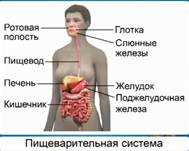 Ротовая
полость
Пищевод
Печень
Кишечник
Глотка
Слюнные
железы
Желудок
Поджелудочная
железа
Пищеварительная система